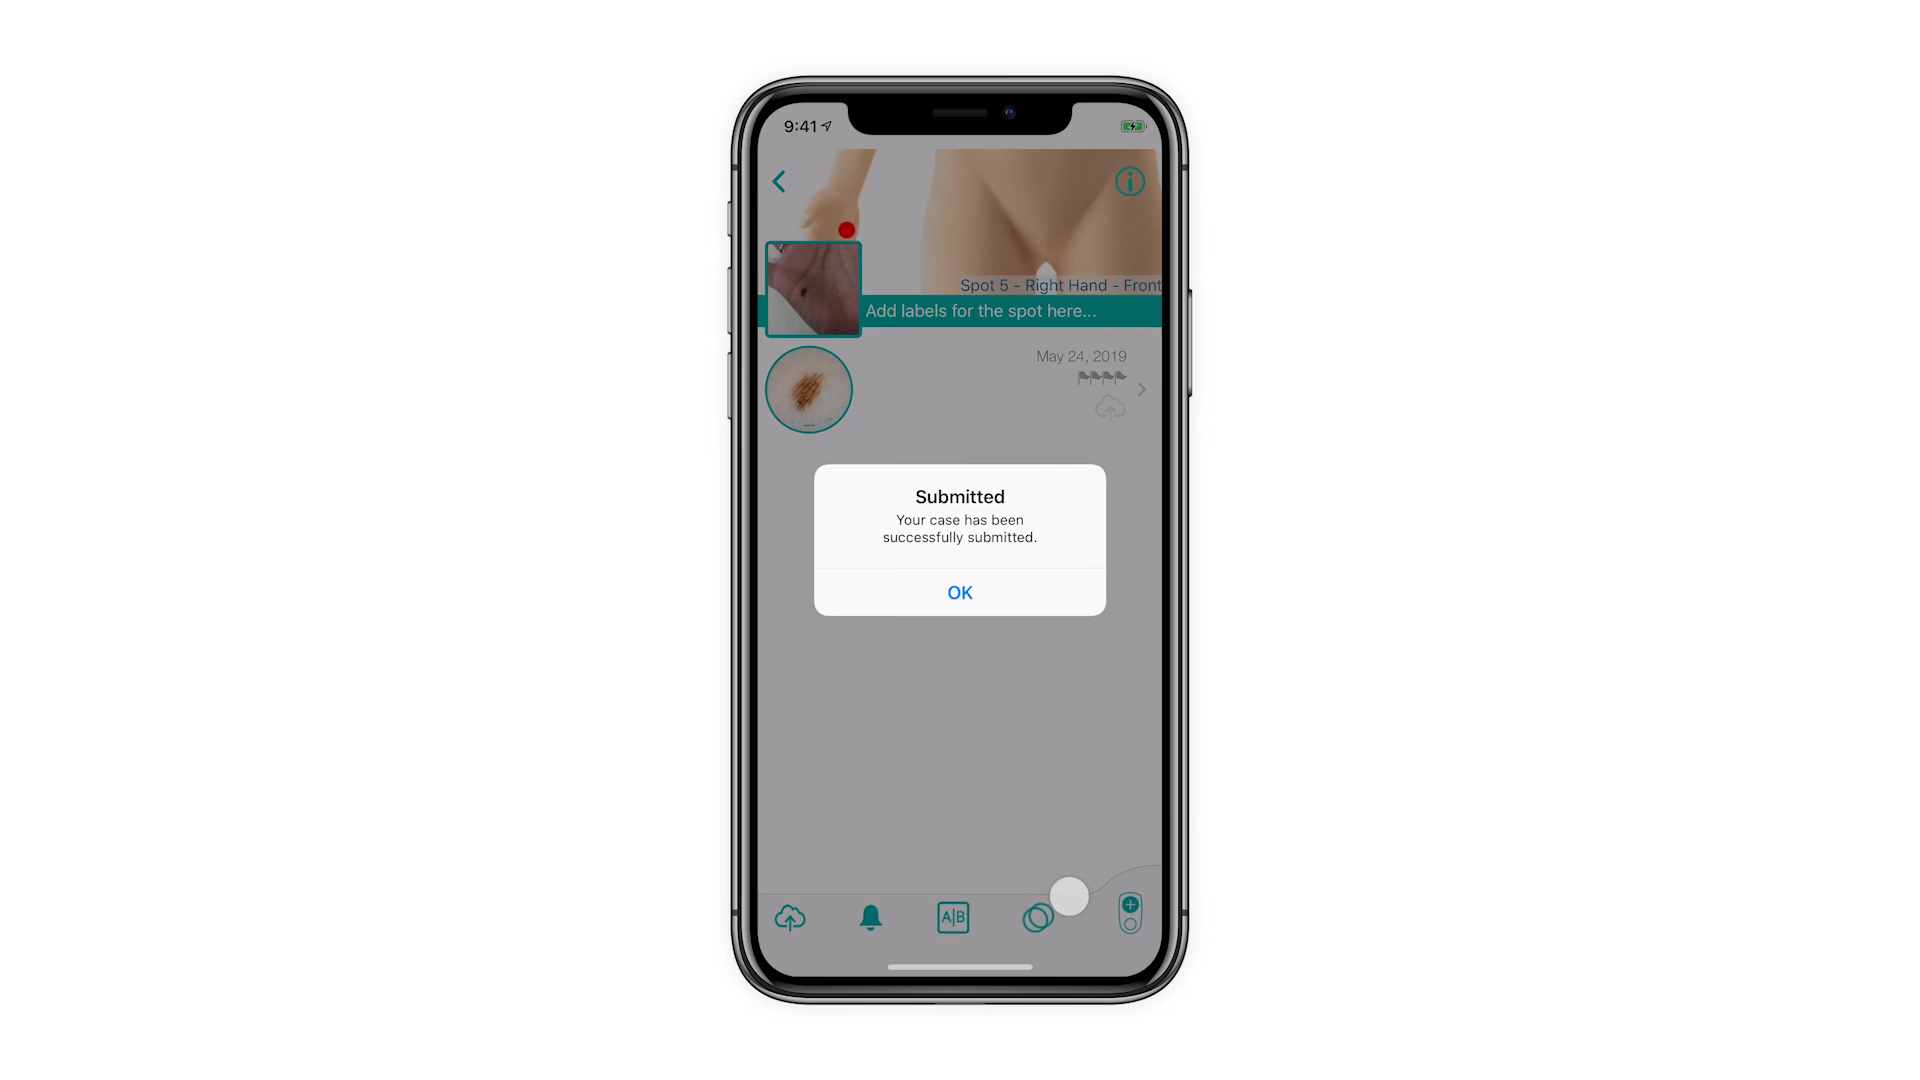 9:41
Spot 5 - Right Hand - Front
Add labels for the spot here...
May 24, 2019
Submitted
Your case has been
successfully submitted.
OK
A|B